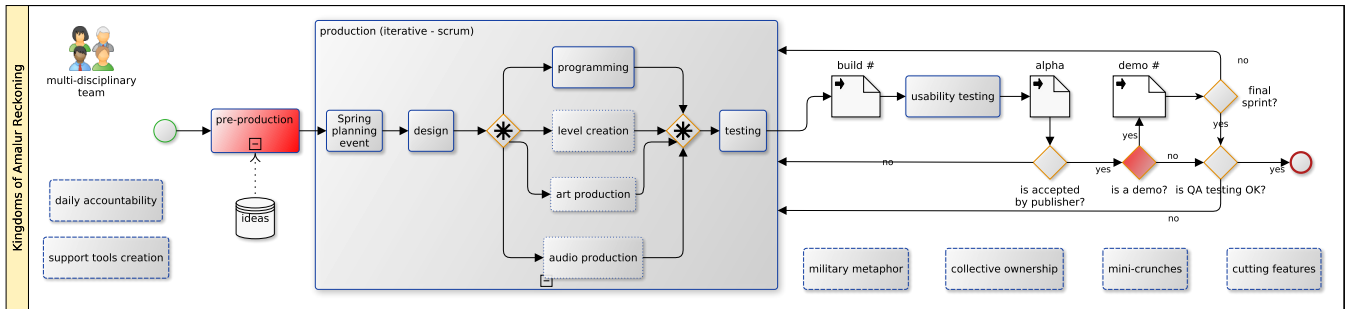 Kingdoms of Amalur Reckoning
multi-disciplinary
team
daily accountability
support tools creation
pre-production
ideas
production (iterative - scrum)
Spring
planning
event
design
programming
level creation
art production
audio production
testing
build #
usability testing
alpha
demo #
no
final
sprint?
yes
yes
no
is accepted
by publisher?
yes
is a demo?
no
is QA testing OK?
yes
no
military metaphor
collective ownership
mini-crunches
cutting features